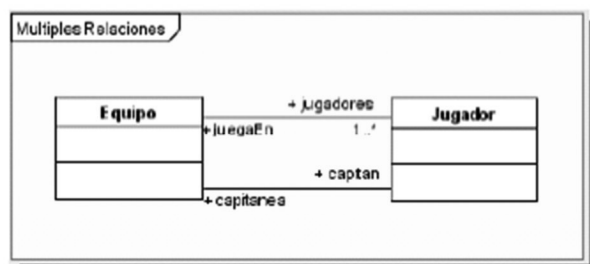 Multiples Relaciones
Equipo
+ jugadores
Jugador
+juegaEn
1..*
+ captan
+ capitanea